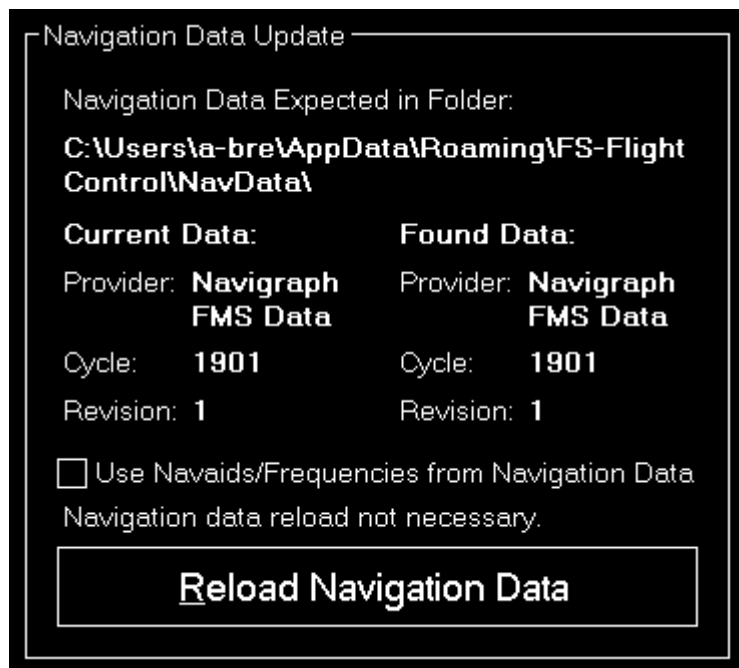 Navigation Data Update
Navigation Data Expected in Folder:
C:\Users\a-bre\AppData\Roaming\FS-Flight
Control\NavData\
Current Data: Found Data:
Provider: Navigraph Provider: Navigraph
FMS Data FMS Data
Cycle: 1901 Cycle: 1901
Revision: 1 Revision: 1
Use Navaids/Frequencies from Navigation Data
Navigation data reload not necessary.
Reload Navigation Data